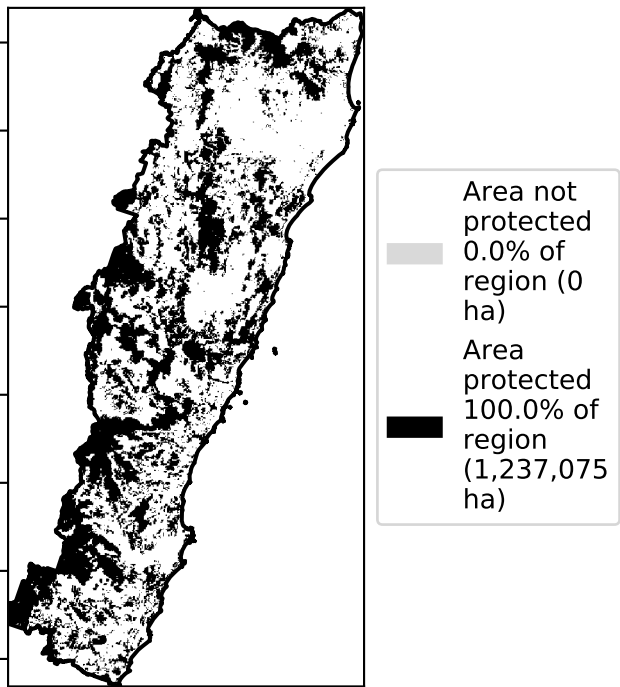 Area not
protected
0.0% of
region (0
ha)
Area
protected
100.0% of
region
(1,237,075
ha)